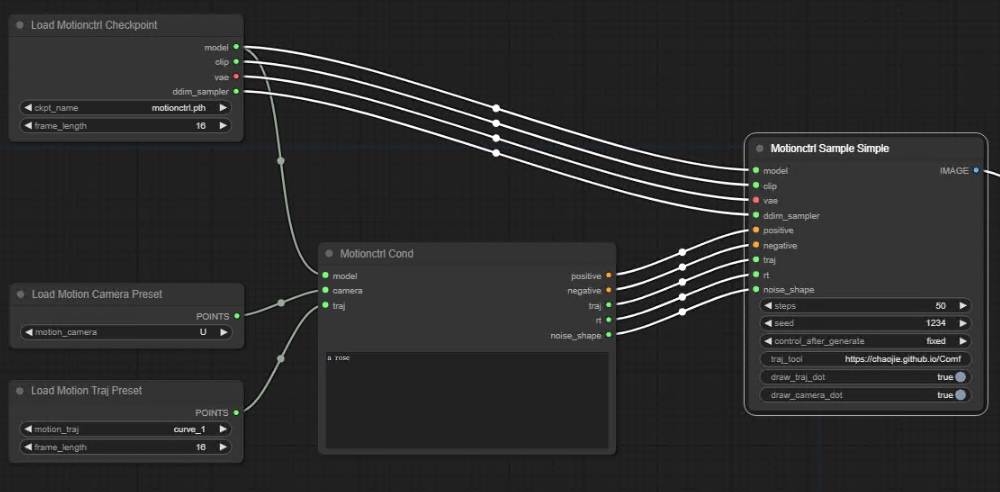 Load Motionctrl Checkpoint
model
clip
vae
ddim_sampler
ckpt_name motionctrl.pth
frame_length 16
Load Motion Camera Preset
POINTS
motion_camera U
Load Motion Traj Preset
POINTS
motion_traj curve_1
frame_length 16
Motionctrl Cond
model positive
camera negative
traj traj
rt
noise_shape
a rose
Motionctrl Sample Simple
model IMAGE
clip
vae
ddim_sampler
positive
negative
traj
rt
noise_shape
steps 50
seed 1234
control_after_generate fixed
traj_tool https://chaojie.github.io/Comf
draw_traj_dot true
draw_camera_dot true